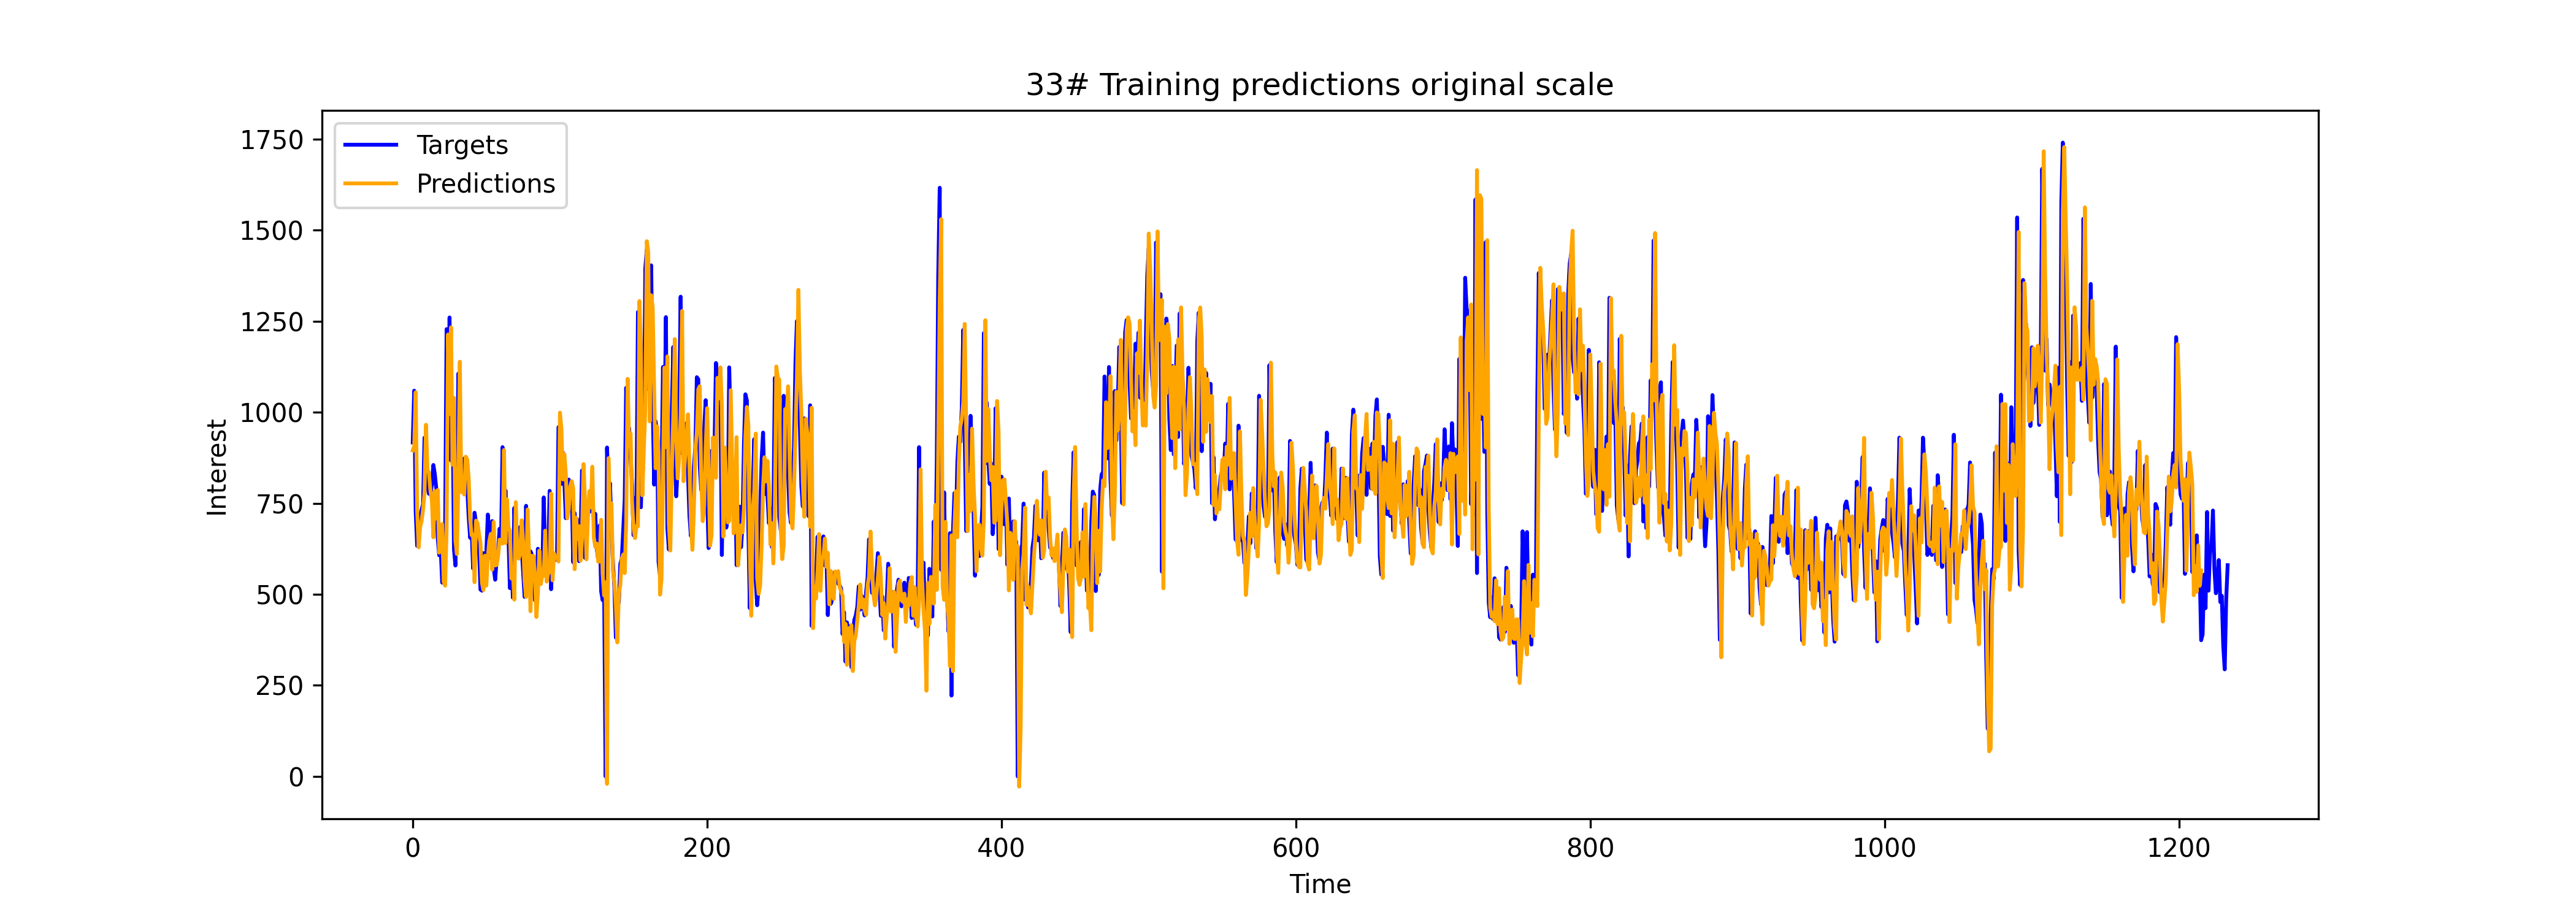 33# Training predictions original scale
Targets
Predictions
1750
1500
1250
1000
750
500
250
0
Interest
0 200 400 600 800 1000 1200
Time